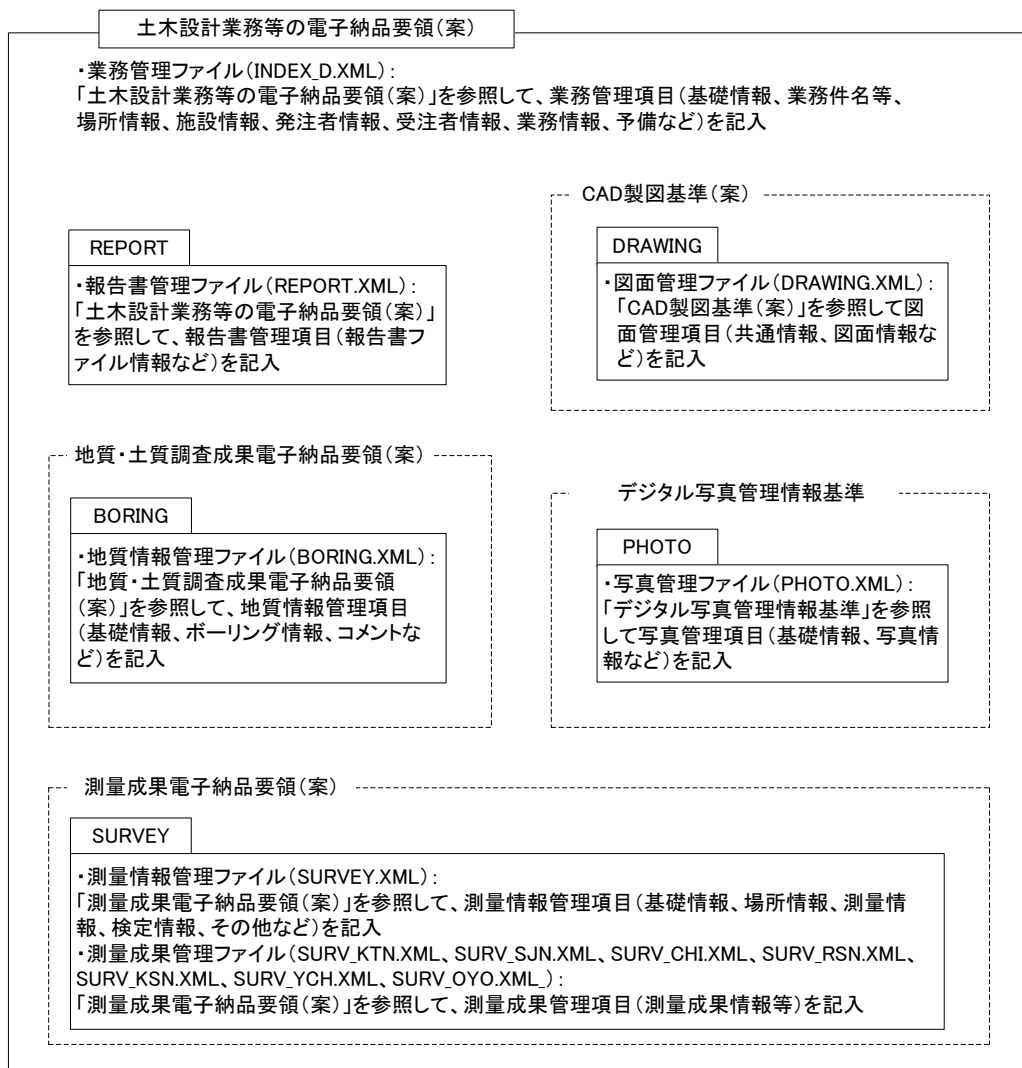 土木設計業務等の電子納品要領(案)
・業務管理ファイル(INDEX_D.XML):
「土木設計業務等の電子納品要領(案)」を参照して、業務管理項目(基礎情報、業務件名等、
場所情報、施設情報、発注者情報、受注者情報、業務情報、予備など)を記入
CAD製図基準(案)
REPORT
・報告書管理ファイル(REPORT.XML):
「土木設計業務等の電子納品要領(案)」
を参照して、報告書管理項目(報告書フ
ァイル情報など)を記入
DRAWING
・図面管理ファイル(DRAWING.XML):
「CAD製図基準(案)」を参照して図
面管理項目(共通情報、図面情報な
ど)を記入
地質・土質調査成果電子納品要領(案)
BORING
・地質情報管理ファイル(BORING.XML):
「地質・土質調査成果電子納品要領
(案)」を参照して、地質情報管理項目
(基礎情報、ボーリング情報、コメントな
ど)を記入
デジタル写真管理情報基準
PHOTO
・写真管理ファイル(PHOTO.XML):
「デジタル写真管理情報基準」を参照
して写真管理項目(基礎情報、写真情
報など)を記入
測量成果電子納品要領(案)
SURVEY
・測量情報管理ファイル(SURVEY.XML):
「測量成果電子納品要領(案)」を参照して、測量情報管理項目(基礎情報、場所情報、測量情
報、検定情報、その他など)を記入
・測量成果管理ファイル(SURV_KTN.XML、SURV_SJN.XML、SURV_CHI.XML、SURV_RSN.XML、
SURV_KSN.XML、SURV_YCH.XML、SURV_OYO.XML_):
「測量成果電子納品要領(案)」を参照して、測量成果管理項目(測量成果情報等)を記入